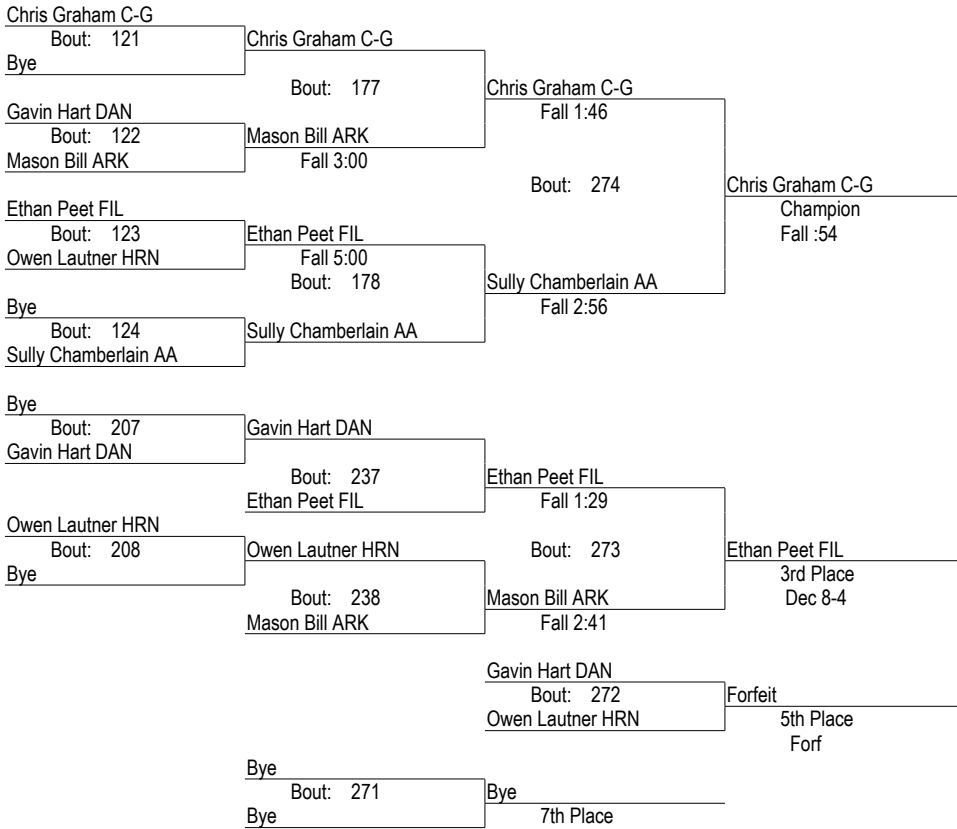 Chris Graham C-G
Bout: 121
Bye
Chris Graham C-G
Bout: 177
Gavin Hart DAN
Bout: 122
Mason Bill ARK
Mason Bill ARK
Fall 3:00
Chris Graham C-G
Fall 1:46
Bout: 274
Chris Graham C-G
Champion
Fall :54
Ethan Peet FIL
Bout: 123
Owen Lautner HRN
Ethan Peet FIL
Fall 5:00
Bout: 178
Sully Chamberlain AA
Fall 2:56
Bye
Bout: 124
Sully Chamberlain AA
Sully Chamberlain AA
Bye
Bout: 207
Gavin Hart DAN
Gavin Hart DAN
Bout: 237
Ethan Peet FIL
Ethan Peet FIL
Fall 1:29
Owen Lautner HRN
Bout: 208
Bye
Owen Lautner HRN
Bout: 238
Mason Bill ARK
Bout: 273
Mason Bill ARK
Fall 2:41
Ethan Peet FIL
3rd Place
Dec 8-4
Gavin Hart DAN
Bout: 272
Owen Lautner HRN
Forfeit
5th Place
Forf
Bye
Bout: 271
Bye
Bye
7th Place